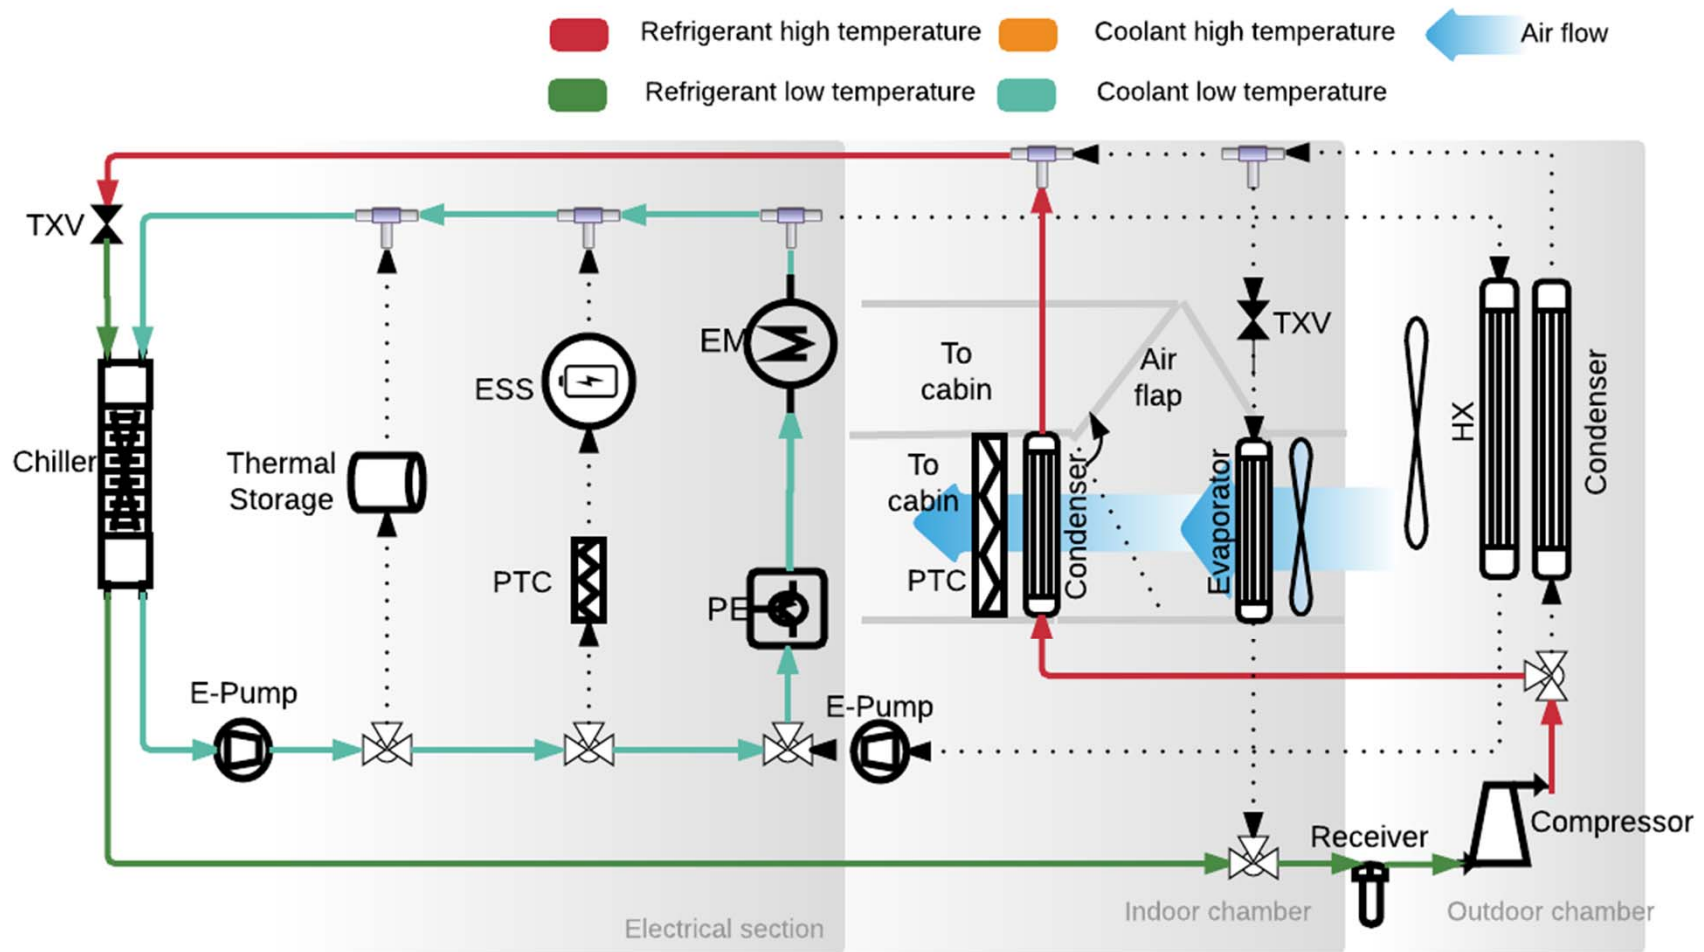 Refrigerant high temperature
Coolant high temperature
Air flow
Refrigerant low temperature
Coolant low temperature
TXV
TXV
EM
To
cabin
Air
flap
ESS
HX
Condenser
Chiller
Thermal
Storage
To
cabin
Condenser
Evaporator
PTC
PTC
PE
E-Pump
E-Pump
Receiver
Compressor
Electrical section
Indoor chamber
Outdoor chamber